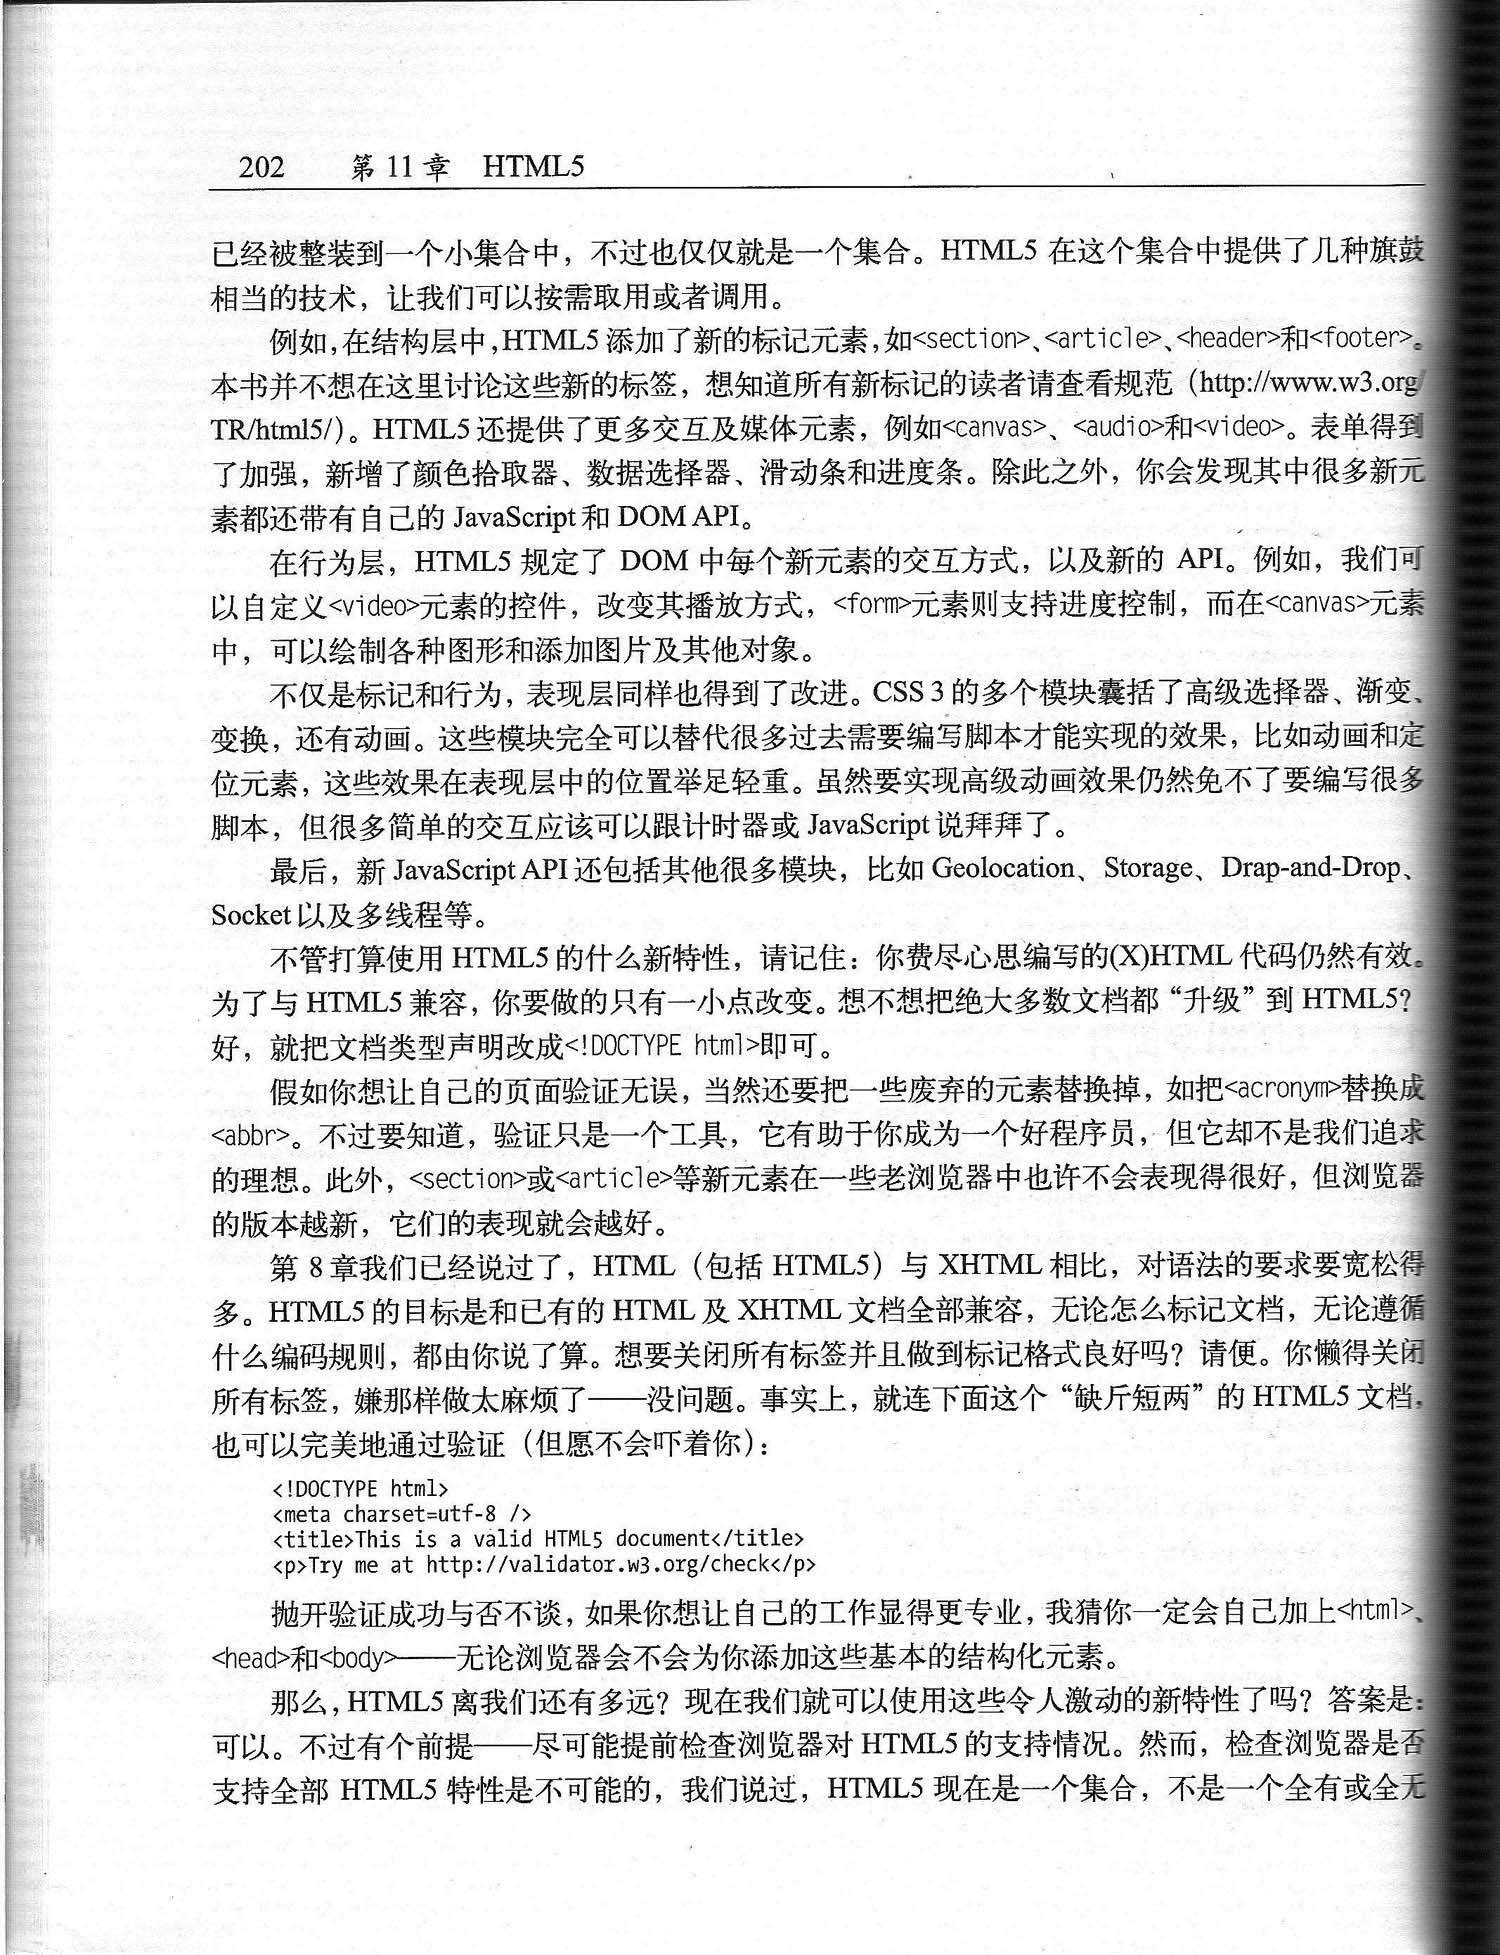 202 第 11 章 HTML5
已经被整装到一个小集合中，不过也仅仅就是一个集合。HTML5 在这个集合中提供了几种旗鼓
相当的技术，让我们可以按需取用或者调用。
例如，在结构层中，HTML5 添加了新的标记元素，如<section>、<article>、<header>和<footer>。
本书并不想在这里讨论这些新的标签，想知道所有新标记的读者请查看规范（http://www.w3.org/
TR/html5/）。HTML5 还提供了更多交互及媒体元素，例如<canvas>、<audio>和<video>。表单得到
了加强，新增了颜色拾取器、数据选择器、滑动条和进度条。除此之外，你会发现其中很多新元
素都还带有自己的 JavaScript 和 DOM API。
在行为层，HTML5 规定了 DOM 中每个新元素的交互方式，以及新的 API。例如，我们可
以自定义<video>元素的控件，改变其播放方式，<form>元素则支持进度控制，而在<canvas>元素
中，可以绘制各种图形和添加图片及其他对象。
不仅是标记和行为，表现层同样也得到了改进。CSS 3 的多个模块囊括了高级选择器、渐变、
变换，还有动画。这些模块完全可以替代很多过去需要编写脚本才能实现的效果，比如动画和定
位元素，这些效果在表现层中的位置举足轻重。虽然要实现高级动画效果仍然免不了要编写很多
脚本，但很多简单的交互应该可以跟计时器或 JavaScript 说拜拜了。
最后，新 JavaScript API 还包括其他很多模块，比如 Geolocation、Storage、Drap-and-Drop、
Socket 以及多线程等。
不管打算使用 HTML5 的什么新特性，请记住：你费尽心思编写的(X)HTML 代码仍然有效。
为了与 HTML5 兼容，你要做的只有一小点改变。想不想把绝大多数文档都“升级”到 HTML5？
好，就把文档类型声明改成<!DOCTYPE html>即可。
假如你想让自己的页面验证无误，当然还要把一些废弃的元素替换掉，如把<acronym>替换成
<abbr>。不过要知道，验证只是一个工具，它有助于你成为一个好程序员，但它却不是我们追求
的理想。此外，<section>或<article>等新元素在一些老浏览器中也许不会表现得很好，但浏览器
的版本越新，它们的表现就会越好。
第 8 章我们已经说过了，HTML（包括 HTML5）与 XHTML 相比，对语法的要求要宽松得
多。HTML5 的目标是和已有的 HTML 及 XHTML 文档全部兼容，无论怎么标记文档，无论遵循
什么编码规则，都由你说了算。想要关闭所有标签并且做到标记格式良好吗？请便。你懒得关闭
所有标签，嫌那样做太麻烦了——没问题。事实上，就连下面这个“缺斤短两”的 HTML5 文档，
也可以完美地通过验证（但愿不会吓着你）：
<!DOCTYPE html>
<meta charset=utf-8 />
<title>This is a valid HTML5 document</title>
<p>Try me at http://validator.w3.org/check</p>
抛开验证成功与否不谈，如果你想让自己的工作显得更专业，我猜你一定会自己加上<html>、
<head>和<body>——无论浏览器会不会为你添加这些基本的结构化元素。
那么，HTML5 离我们还有多远？现在我们就可以使用这些令人激动的新特性了吗？答案是：
可以。不过有个前提——尽可能提前检查浏览器对 HTML5 的支持情况。然而，检查浏览器是否
支持全部 HTML5 特性是不可能的，我们说过，HTML5 现在是一个集合，不是一个全有或全无